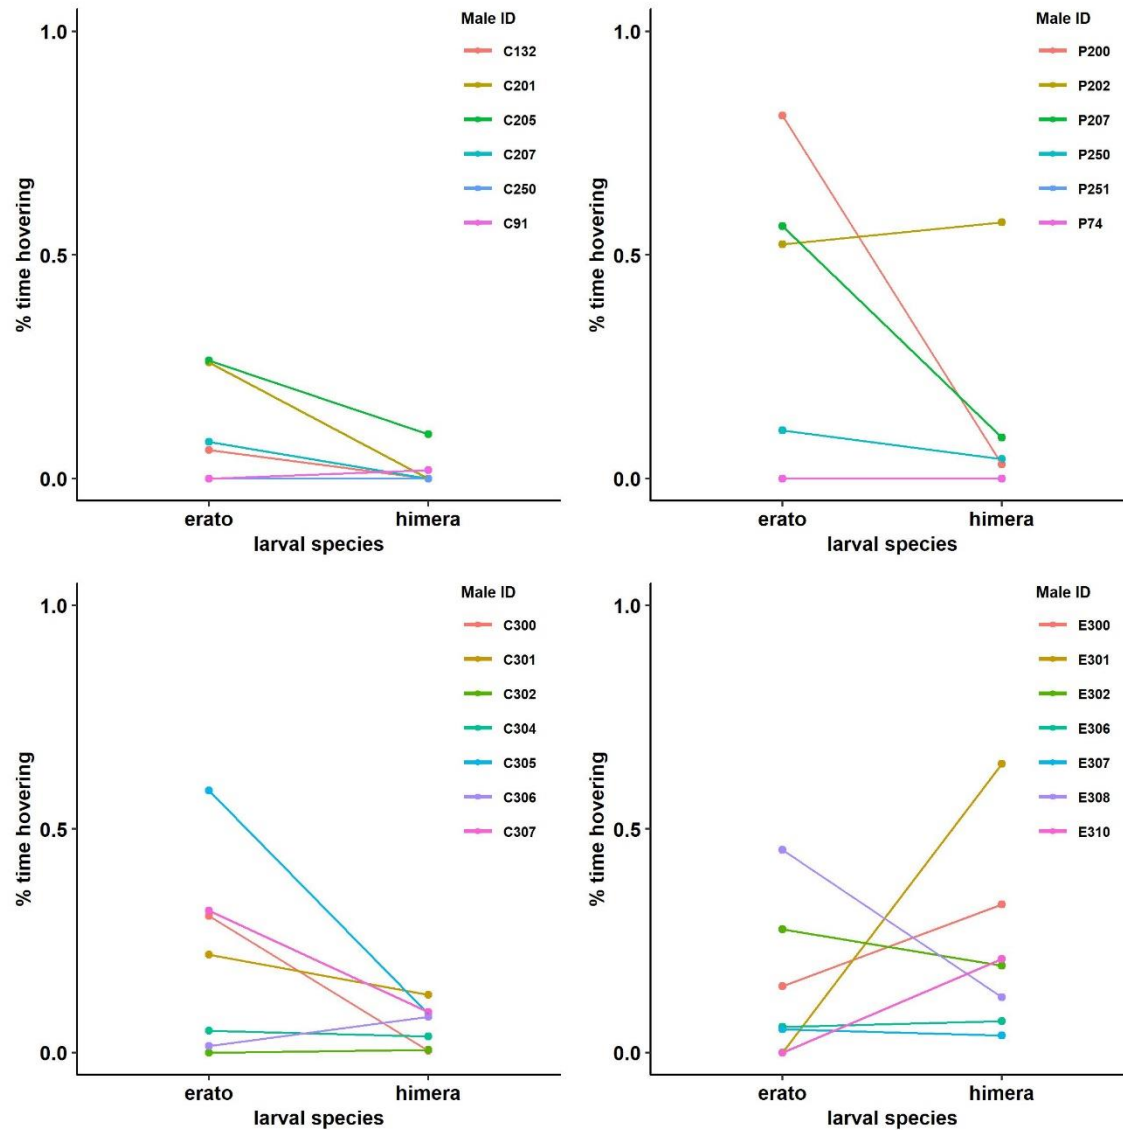 Male ID
1.0
C132
C201
C205
C207
C250
C91
% time hovering
0.5
0.0
erato
himera
larval species
Male ID
1.0
P200
P202
P207
P250
P251
P74
% time hovering
0.5
0.0
erato
himera
larval species
Male ID
1.0
C300
C301
C302
C304
C305
C306
C307
% time hovering
0.5
0.0
erato
himera
larval species
Male ID
1.0
E300
E301
E302
E306
E307
E308
E310
% time hovering
0.5
0.0
erato
himera
larval species